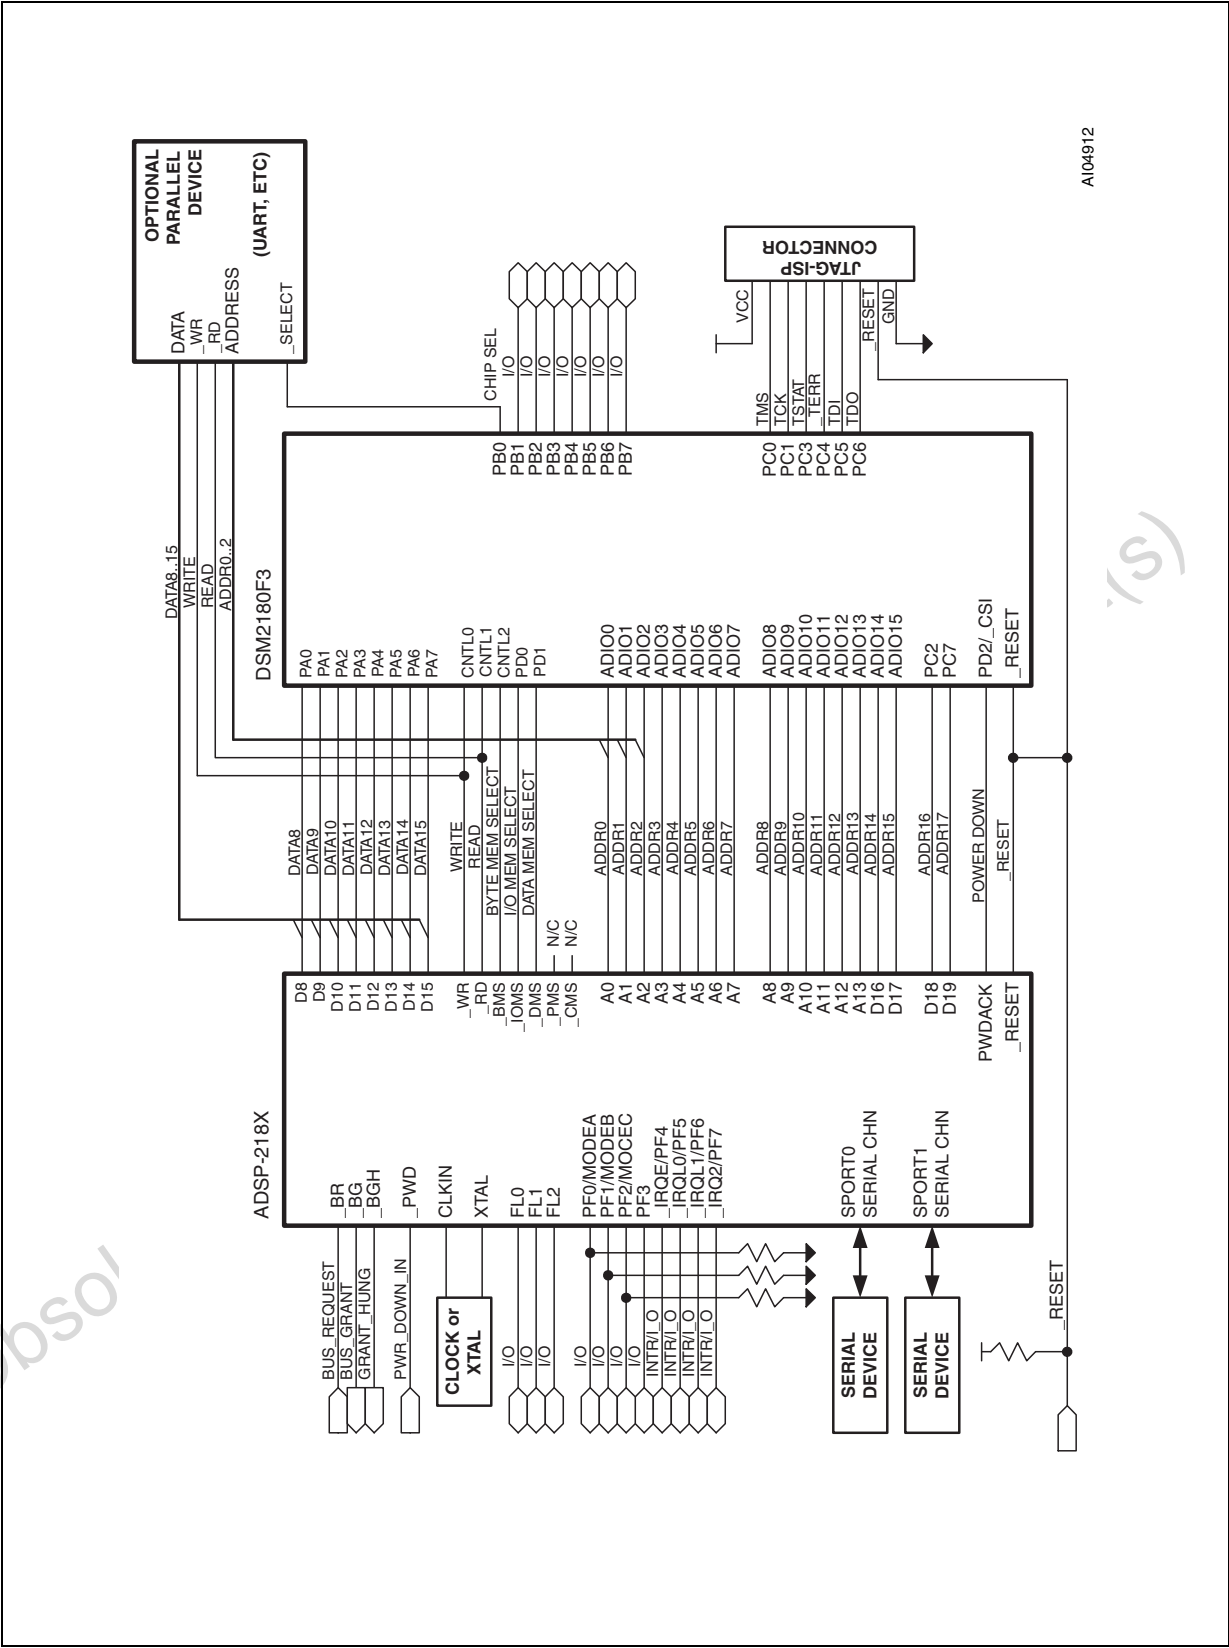 OPTIONAL
PARALLEL
DEVICE
(UART, ETC)
DATA
_WR
_RD
ADDRESS
_SELECT
DATA8..15
WRITE
READ
ADDR0..2
ADSP-218X
_BR
_BG
_BGH
_PWD
CLKIN
XTAL
FL0
FL1
FL2
PF0/MODEA
PF1/MODEB
PF2/MOCEC
PF3
_IRQE/PF4
_IRQL0/PF5
_IRQL1/PF6
_IRQ2/PF7
SPORT0
SERIAL CHN
SPORT1
SERIAL CHN
BUS_REQUEST
BUS_GRANT
GRANT_HUNG
PWR_DOWN_IN
CLOCK or
XTAL
I/O
I/O
I/O
I/O
I/O
I/O
I/O
INTR/I_O
INTR/I_O
INTR/I_O
INTR/I_O
SERIAL
DEVICE
SERIAL
DEVICE
_RESET
D8
D9
D10
D11
D12
D13
D14
D15
_WR
_RD
_BMS
_IOMS
_DMS
_PMS
_CMS
A0
A1
A2
A3
A4
A5
A6
A7
A8
A9
A10
A11
A12
A13
D16
D17
D18
D19
PWDACK
_RESET
DATA8
DATA9
DATA10
DATA11
DATA12
DATA13
DATA14
DATA15
WRITE
READ
BYTE MEM SELECT
I/O MEM SELECT
DATA MEM SELECT
N/C
N/C
ADDR0
ADDR1
ADDR2
ADDR3
ADDR4
ADDR5
ADDR6
ADDR7
ADDR8
ADDR9
ADDR10
ADDR11
ADDR12
ADDR13
ADDR14
ADDR15
ADDR16
ADDR17
POWER DOWN
_RESET
DSM2180F3
PA0
PA1
PA2
PA3
PA4
PA5
PA6
PA7
CNTL0
CNTL1
CNTL2
PD0
PD1
ADIO0
ADIO1
ADIO2
ADIO3
ADIO4
ADIO5
ADIO6
ADIO7
ADIO8
ADIO9
ADIO10
ADIO11
ADIO12
ADIO13
ADIO14
ADIO15
PC2
PC7
PD2/_CSI
_RESET
PB0
PB1
PB2
PB3
PB4
PB5
PB6
PB7
PC0
PC1
PC3
PC4
PC5
PC6
CHIP SEL
I/O
I/O
I/O
I/O
I/O
I/O
I/O
TMS
TCK
TSTAT
_TERR
TDI
TDO
VCC
_RESET
GND
JTAG-ISP
CONNECTOR
AI04912